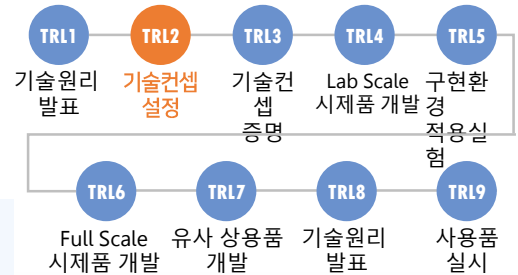 TRL1 TRL2 TRL3 TRL4 TRL5
기술원리 기술컨셉 기술컨 Lab Scale 구현환
발표 설정 셉 시제품 개발 경
증명 적용실
험
TRL6 TRL7 TRL8 TRL9
Full Scale 유사 상용품 기술원리 사용품
시제품 개발 개발 발표 실시